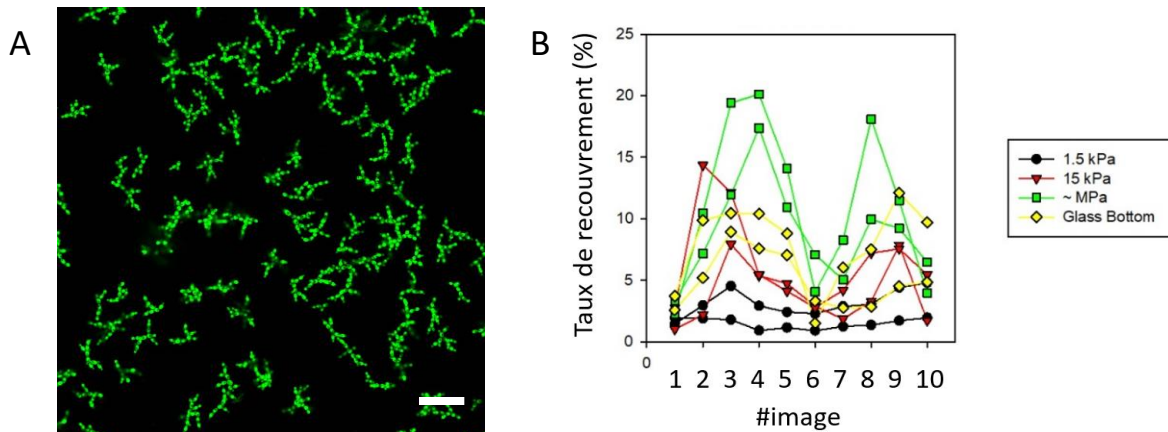 A
B
Taux de recouvrement (%)
25
20
15
10
5
0
0
1 2 3 4 5 6 7 8 9 10
#image
1.5 kPa
15 kPa
~ MPa
Glass Bottom